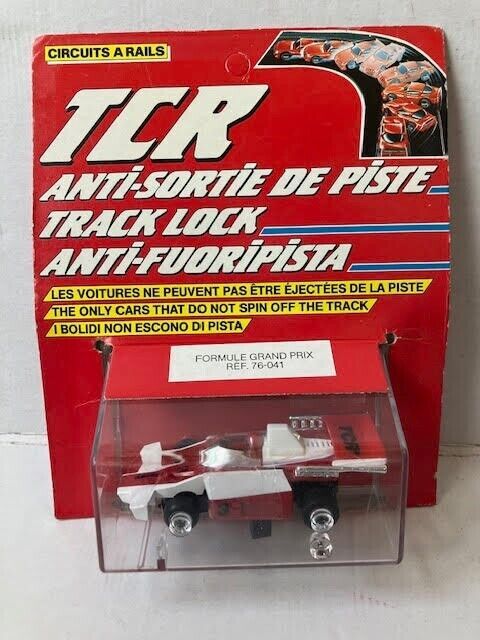 CIRCUITS A RAILS
TCR
ANTI-SORTIE DE PISTE
TRACK LOCK
ANTI-FUORIPISTA
LES VOITURES NE PEUVENT PAS ÊTRE ÉJECTÉES DE LA PISTE
THE ONLY CARS THAT DO NOT SPIN OFF THE TRACK
I BOLIDI NON ESCONO DI PISTA
FORMULE GRAND PRIX
REF. 76-041
TCR